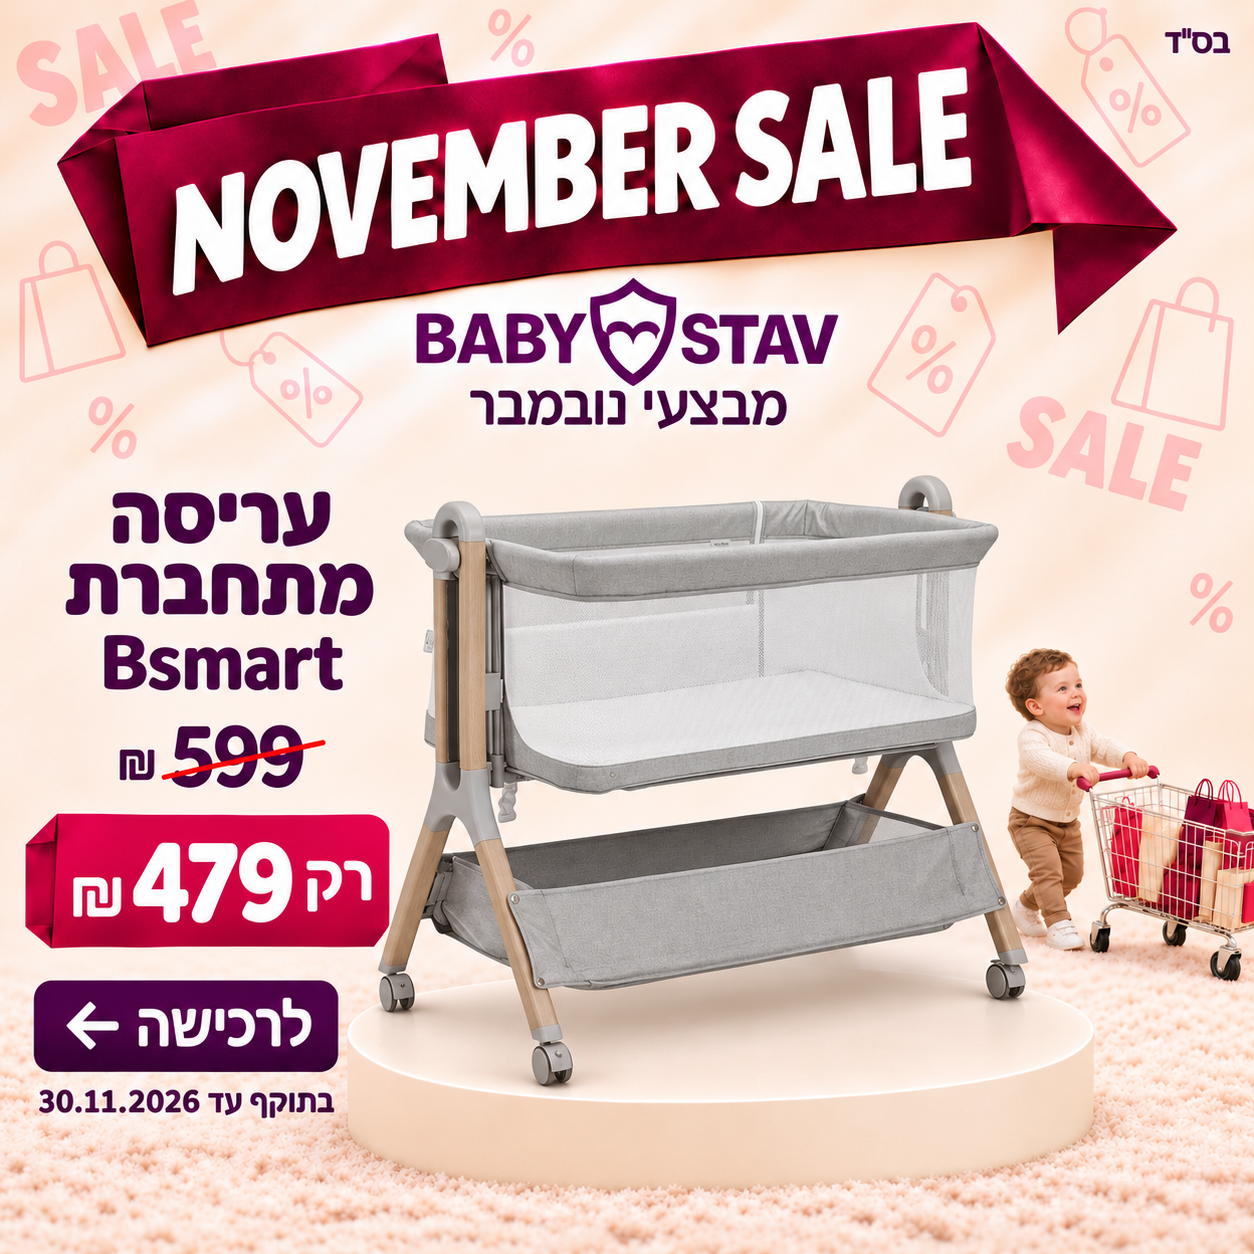 בס"ד
SALE
%
NOVEMBER SALE
%
BABY STAV
מבצעי נובמבר
%
%
%
SALE
%
עריסה
מתחברת
Bsmart
599 ₪
רק 479 ₪
לרכישה ←
בתוקף עד 30.11.2026